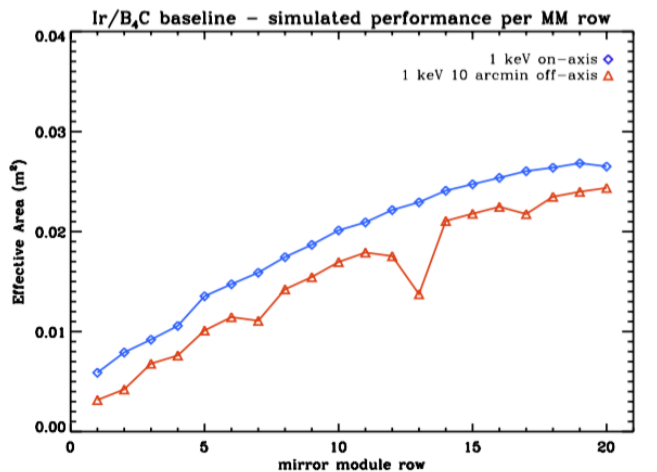 Ir/B₄C baseline – simulated performance per MM row
0.04
1 keV on-axis
1 keV 10 arcmin off-axis
0.03
Effective Area (m²)
0.02
0.01
0.00
0 5 10 15 20
mirror module row